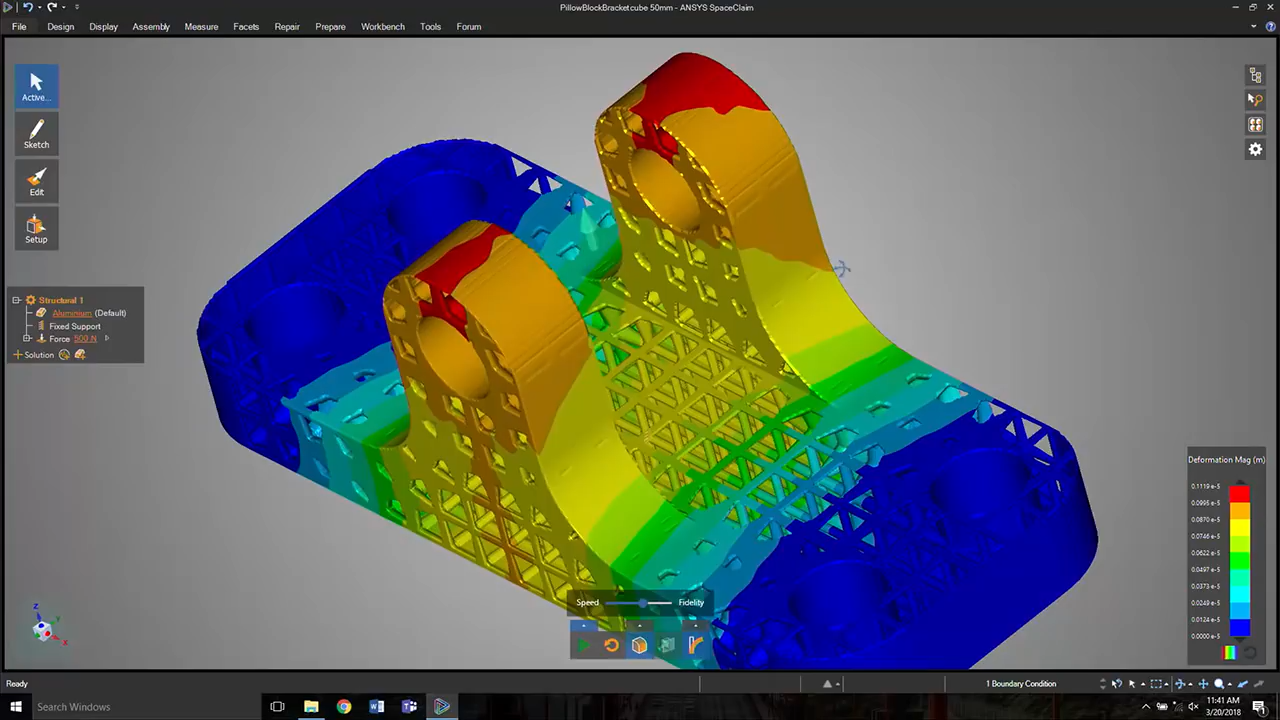 PillowBlockBracketcube 50mm - ANSYS SpaceClaim
File Design Display Assembly Measure Facets Repair Prepare Workbench Tools Forum
Active...
Sketch
Edit
Setup
Structural 1
Aluminium (Default)
Fixed Support
Force 500 N
Solution
Deformation Mag (m)
0.1119 e-5
0.0995 e-5
0.0870 e-5
0.0746 e-5
0.0622 e-5
0.0497 e-5
0.0373 e-5
0.0249 e-5
0.0124 e-5
0.0000 e-5
Z
Y
X
Speed Fidelity
Ready 1 Boundary Condition
Search Windows
11:41 AM
3/20/2018